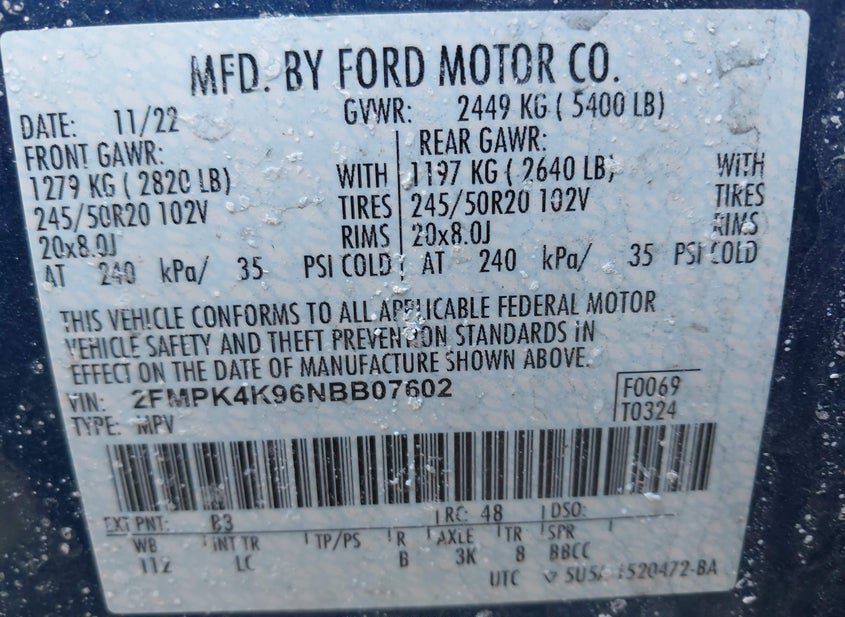 MFD. BY FORD MOTOR CO.
DATE: 11/22 GVWR: 2449 KG ( 5400 LB)
FRONT GAWR: REAR GAWR:
1279 KG ( 2820 LB) WITH 1197 KG ( 2640 LB) WITH
245/50R20 102V TIRES 245/50R20 102V TIRES
20x8.0J RIMS 20x8.0J RIMS
AT 240 kPa/ 35 PSI COLD AT 240 kPa/ 35 PSI COLD
THIS VEHICLE CONFORMS TO ALL APPLICABLE FEDERAL MOTOR
VEHICLE SAFETY AND THEFT PREVENTION STANDARDS IN
EFFECT ON THE DATE OF MANUFACTURE SHOWN ABOVE.
VIN: 2FMPK4K96NBB07602 F0069
TYPE: MPV T0324
EXT PNT: B3 RC: 48 DSO:
WB INT TR TP/PS R AXLE TR SPR
112 LC B 3K 8 BBCC
UTC 1520472-BA